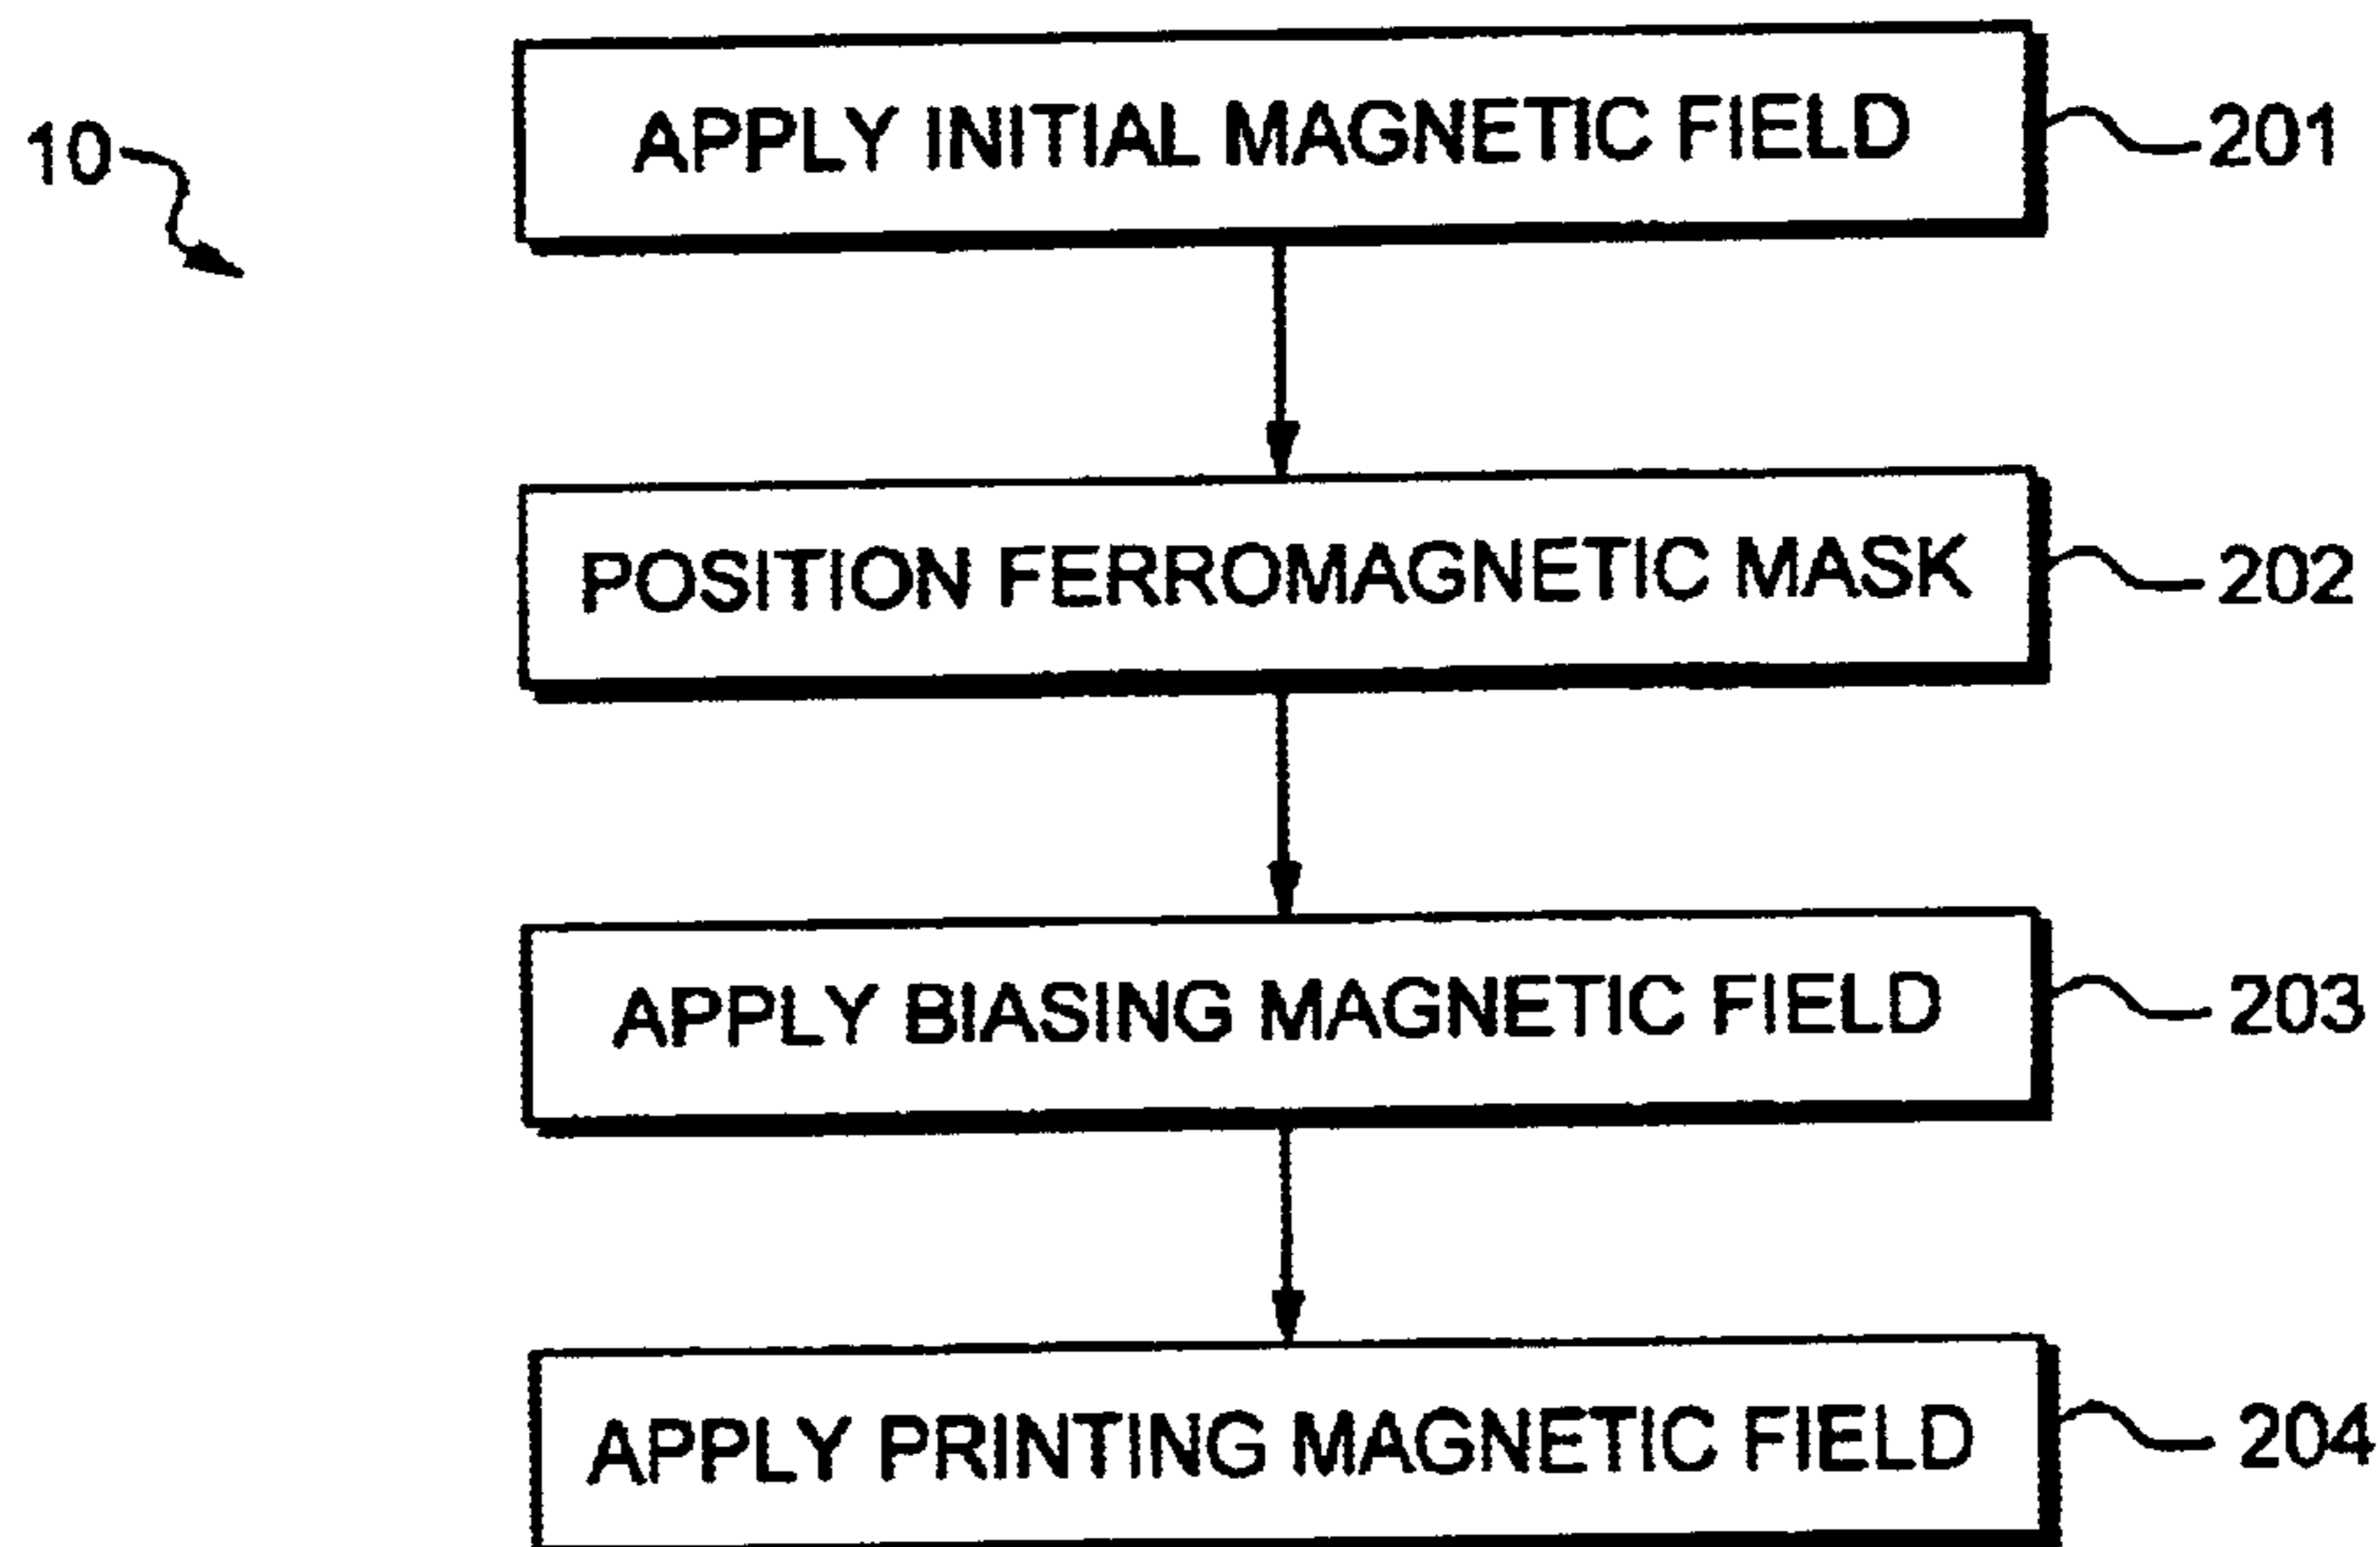 10
APPLY INITIAL MAGNETIC FIELD
201
POSITION FERROMAGNETIC MASK
202
APPLY BIASING MAGNETIC FIELD
203
APPLY PRINTING MAGNETIC FIELD
204